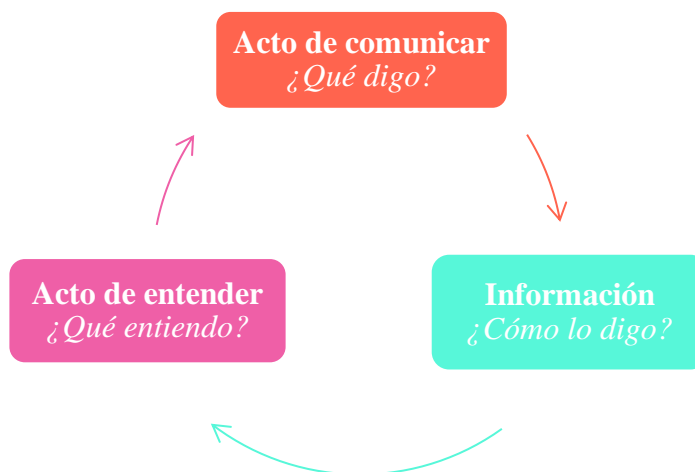 Acto de comunicar
¿Qué digo?
Información
¿Cómo lo digo?
Acto de entender
¿Qué entiendo?